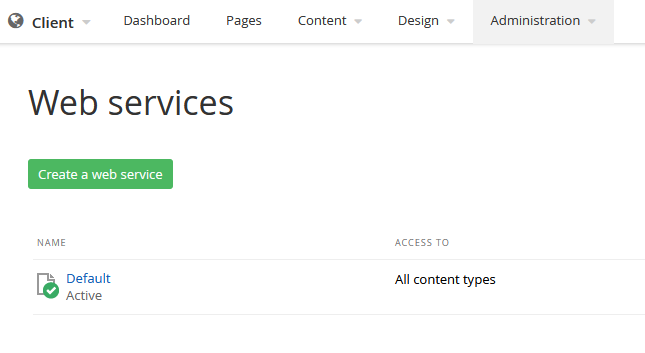 Client Dashboard Pages Content Design Administration
Web services
Create a web service
NAME ACCESS TO
Default All content types
Active